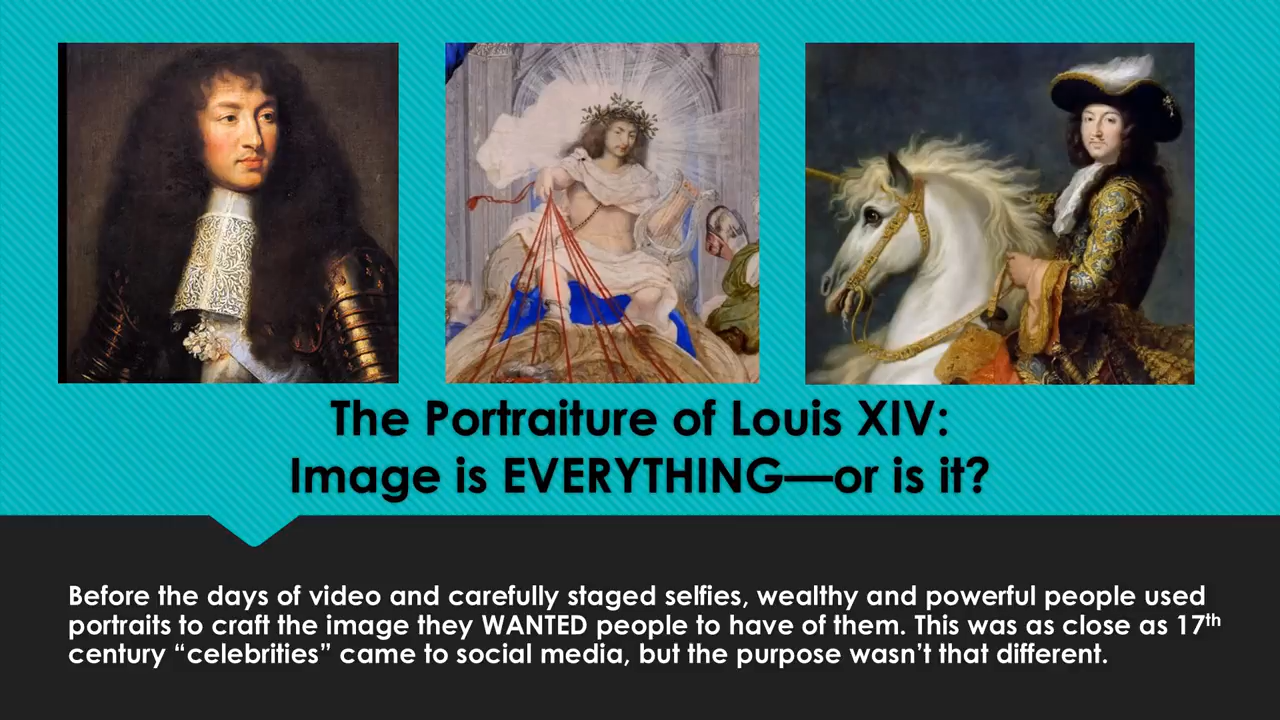 The Portraiture of Louis XIV:
Image is EVERYTHING—or is it?
Before the days of video and carefully staged selfies, wealthy and powerful people used
portraits to craft the image they WANTED people to have of them. This was as close as 17th
century “celebrities” came to social media, but the purpose wasn’t that different.